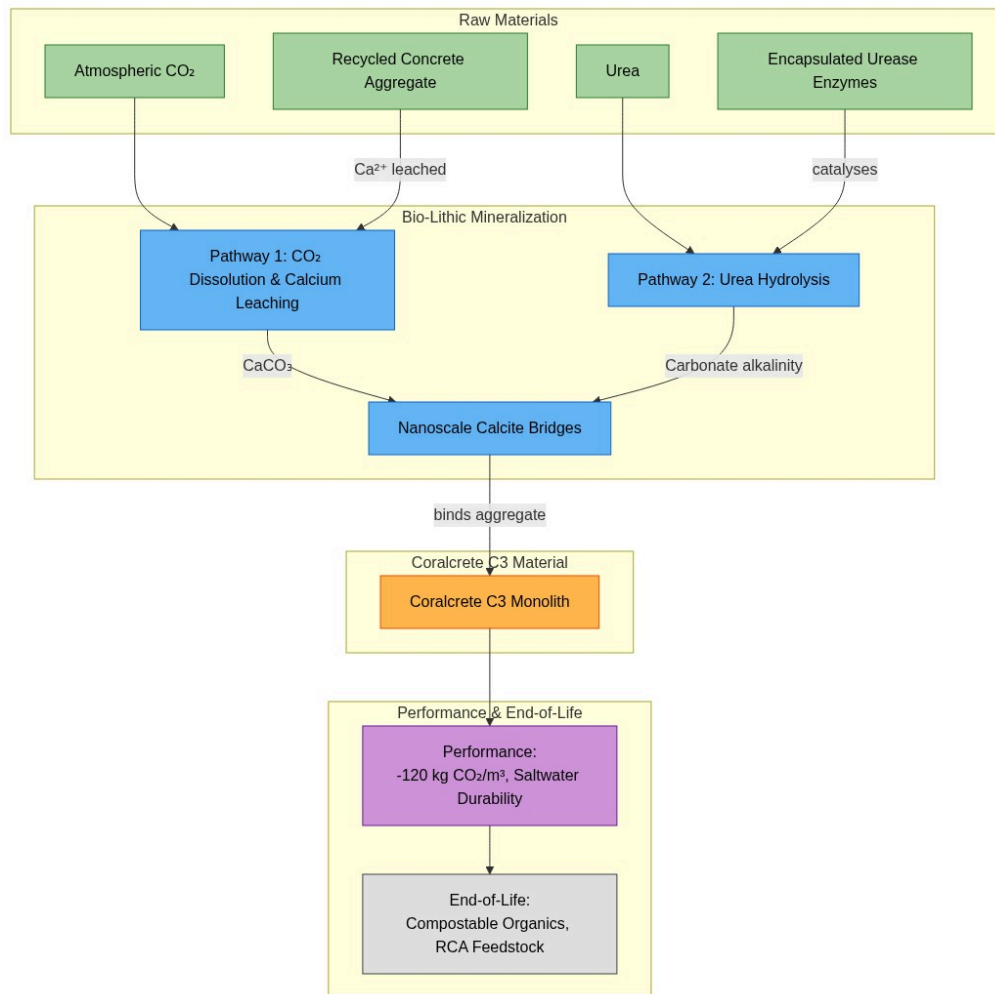 Raw Materials
Atmospheric CO₂
Recycled Concrete
Aggregate
Urea
Encapsulated Urease
Enzymes
Ca²⁺ leached
catalyses
Bio-Lithic Mineralization
Pathway 1: CO₂
Dissolution & Calcium
Leaching
Pathway 2: Urea Hydrolysis
CaCO₃
Carbonate alkalinity
Nanoscale Calcite Bridges
binds aggregate
Coralcrete C3 Material
Coralcrete C3 Monolith
Performance & End-of-Life
Performance:
-120 kg CO₂/m³, Saltwater
Durability
End-of-Life:
Compostable Organics,
RCA Feedstock